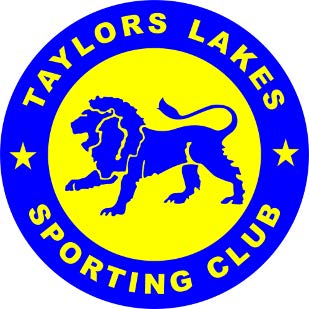 TAYLORS LAKES
SPORTING CLUB